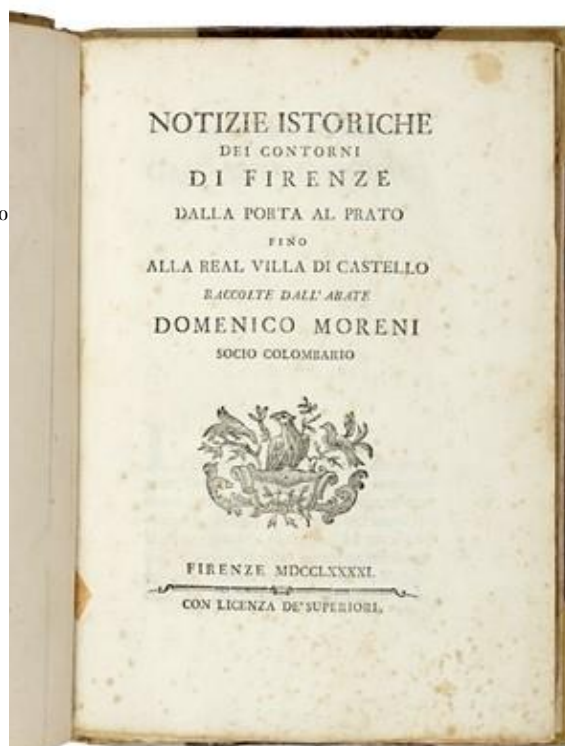 NOTIZIE ISTORICHE
DEI CONTORNI
DI FIRENZE
DALLA PORTA AL PRATO
FINO
ALLA REAL VILLA DI CASTELLO
RACCOLTE DALL'ABATE
DOMENICO MORENI
SOCIO COLOMBARIO
FIRENZE MDCCLXXXXI.
CON LICENZA DE' SUPERIORI,
o